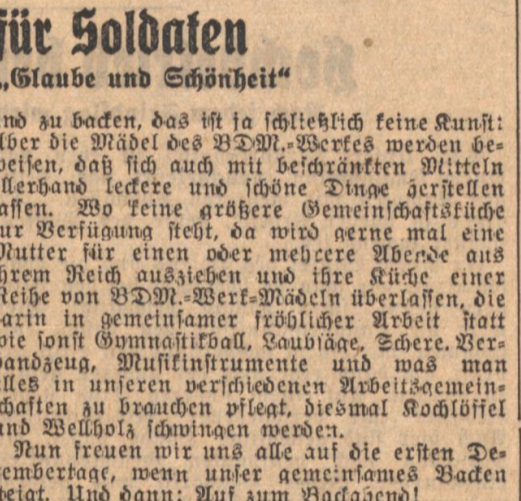 für Soldaten
„Glaube und Schönheit“
nd zu backen, das ist ja schließlich keine Kunst:
lber die Mädel des BDM.-Werkes werden be-
eisen, daß sich auch mit beschränkten Mitteln
llerhand leckere und schöne Dinge herstellen
assen. Wo keine größere Gemeinschaftsküche
ur Verfügung steht, da wird gerne mal eine
Mutter für einen oder mehrere Abende aus
hrem Reich ausziehen und ihre Küche einer
Reihe von BDM.-Werk-Mädeln überlassen, die
arin in gemeinsamer fröhlicher Arbeit statt
ie sonst Gymnastikball, Laubsäge, Schere. Ver-
andzeug, Musikinstrumente und was man
lles in unseren verschiedenen Arbeitsgemein-
chaften zu brauchen pflegt, diesmal Kochlöffel
und Wellholz schwingen werden.
Nun freuen wir uns alle auf die ersten De-
zembertage, wenn unser gemeinsames Backen
steigt. Und dann: Auf zum Backabend!